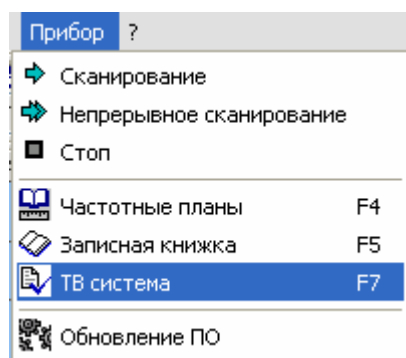 Прибор ?
Сканирование
Непрерывное сканирование
Стоп
Частотные планы F4
Записная книжка F5
ТВ система F7
Обновление ПО